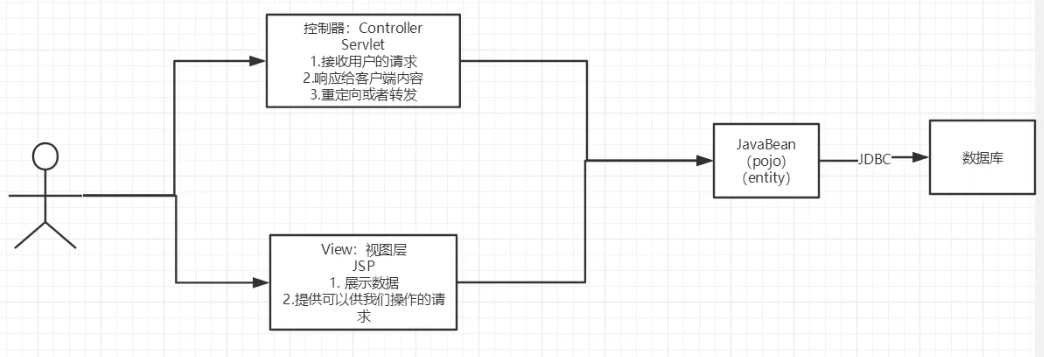 控制器：Controller
Servlet
1.接收用户的请求
2.响应给客户端内容
3.重定向或者转发
View：视图层
JSP
1. 展示数据
2.提供可以供我们操作的请
求
JavaBean
（pojo）
（entity）
JDBC
数据库